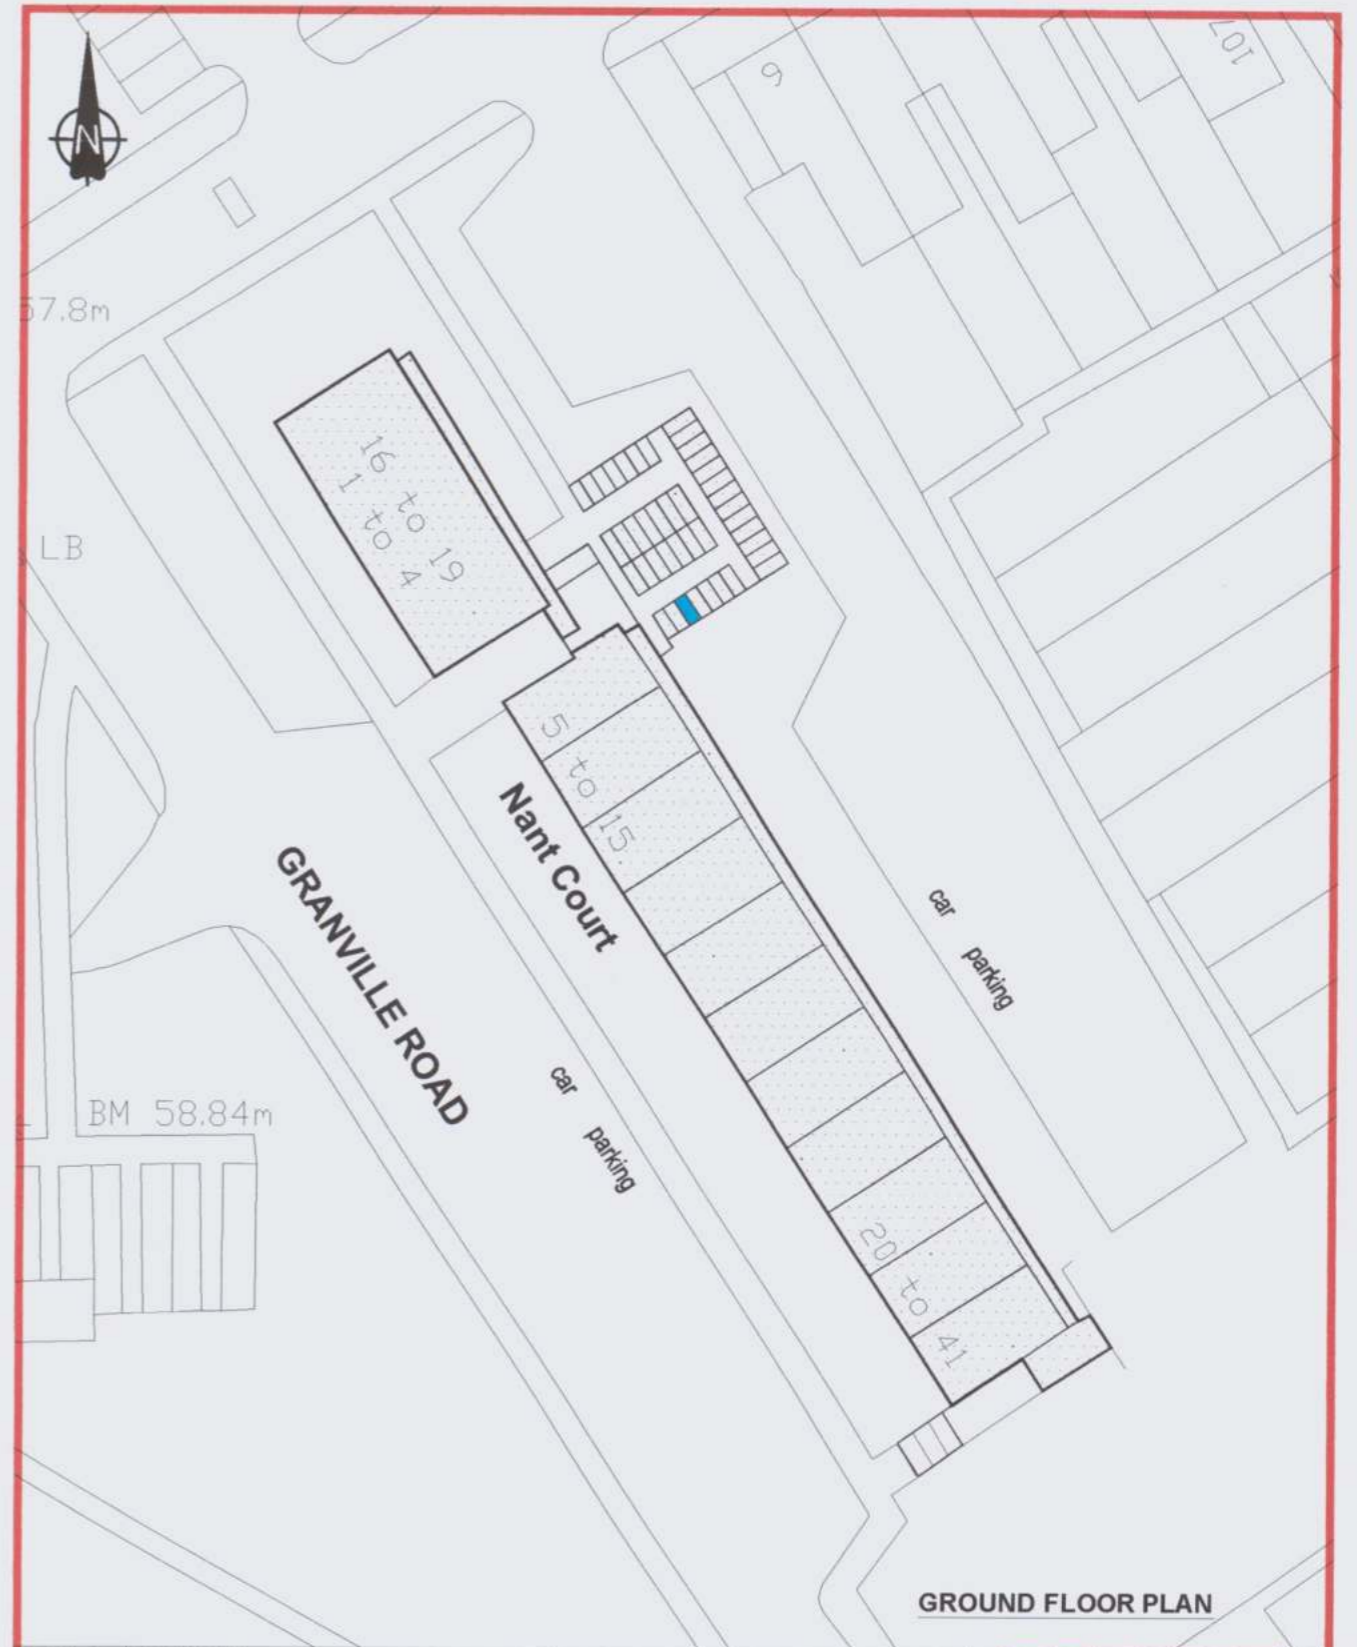 107
6
N
57.8m
16 to 19
1 to 4
LB
5 to 15
Nant Court
GRANVILLE ROAD
car parking
car parking
BM 58.84m
20 to 41
GROUND FLOOR PLAN